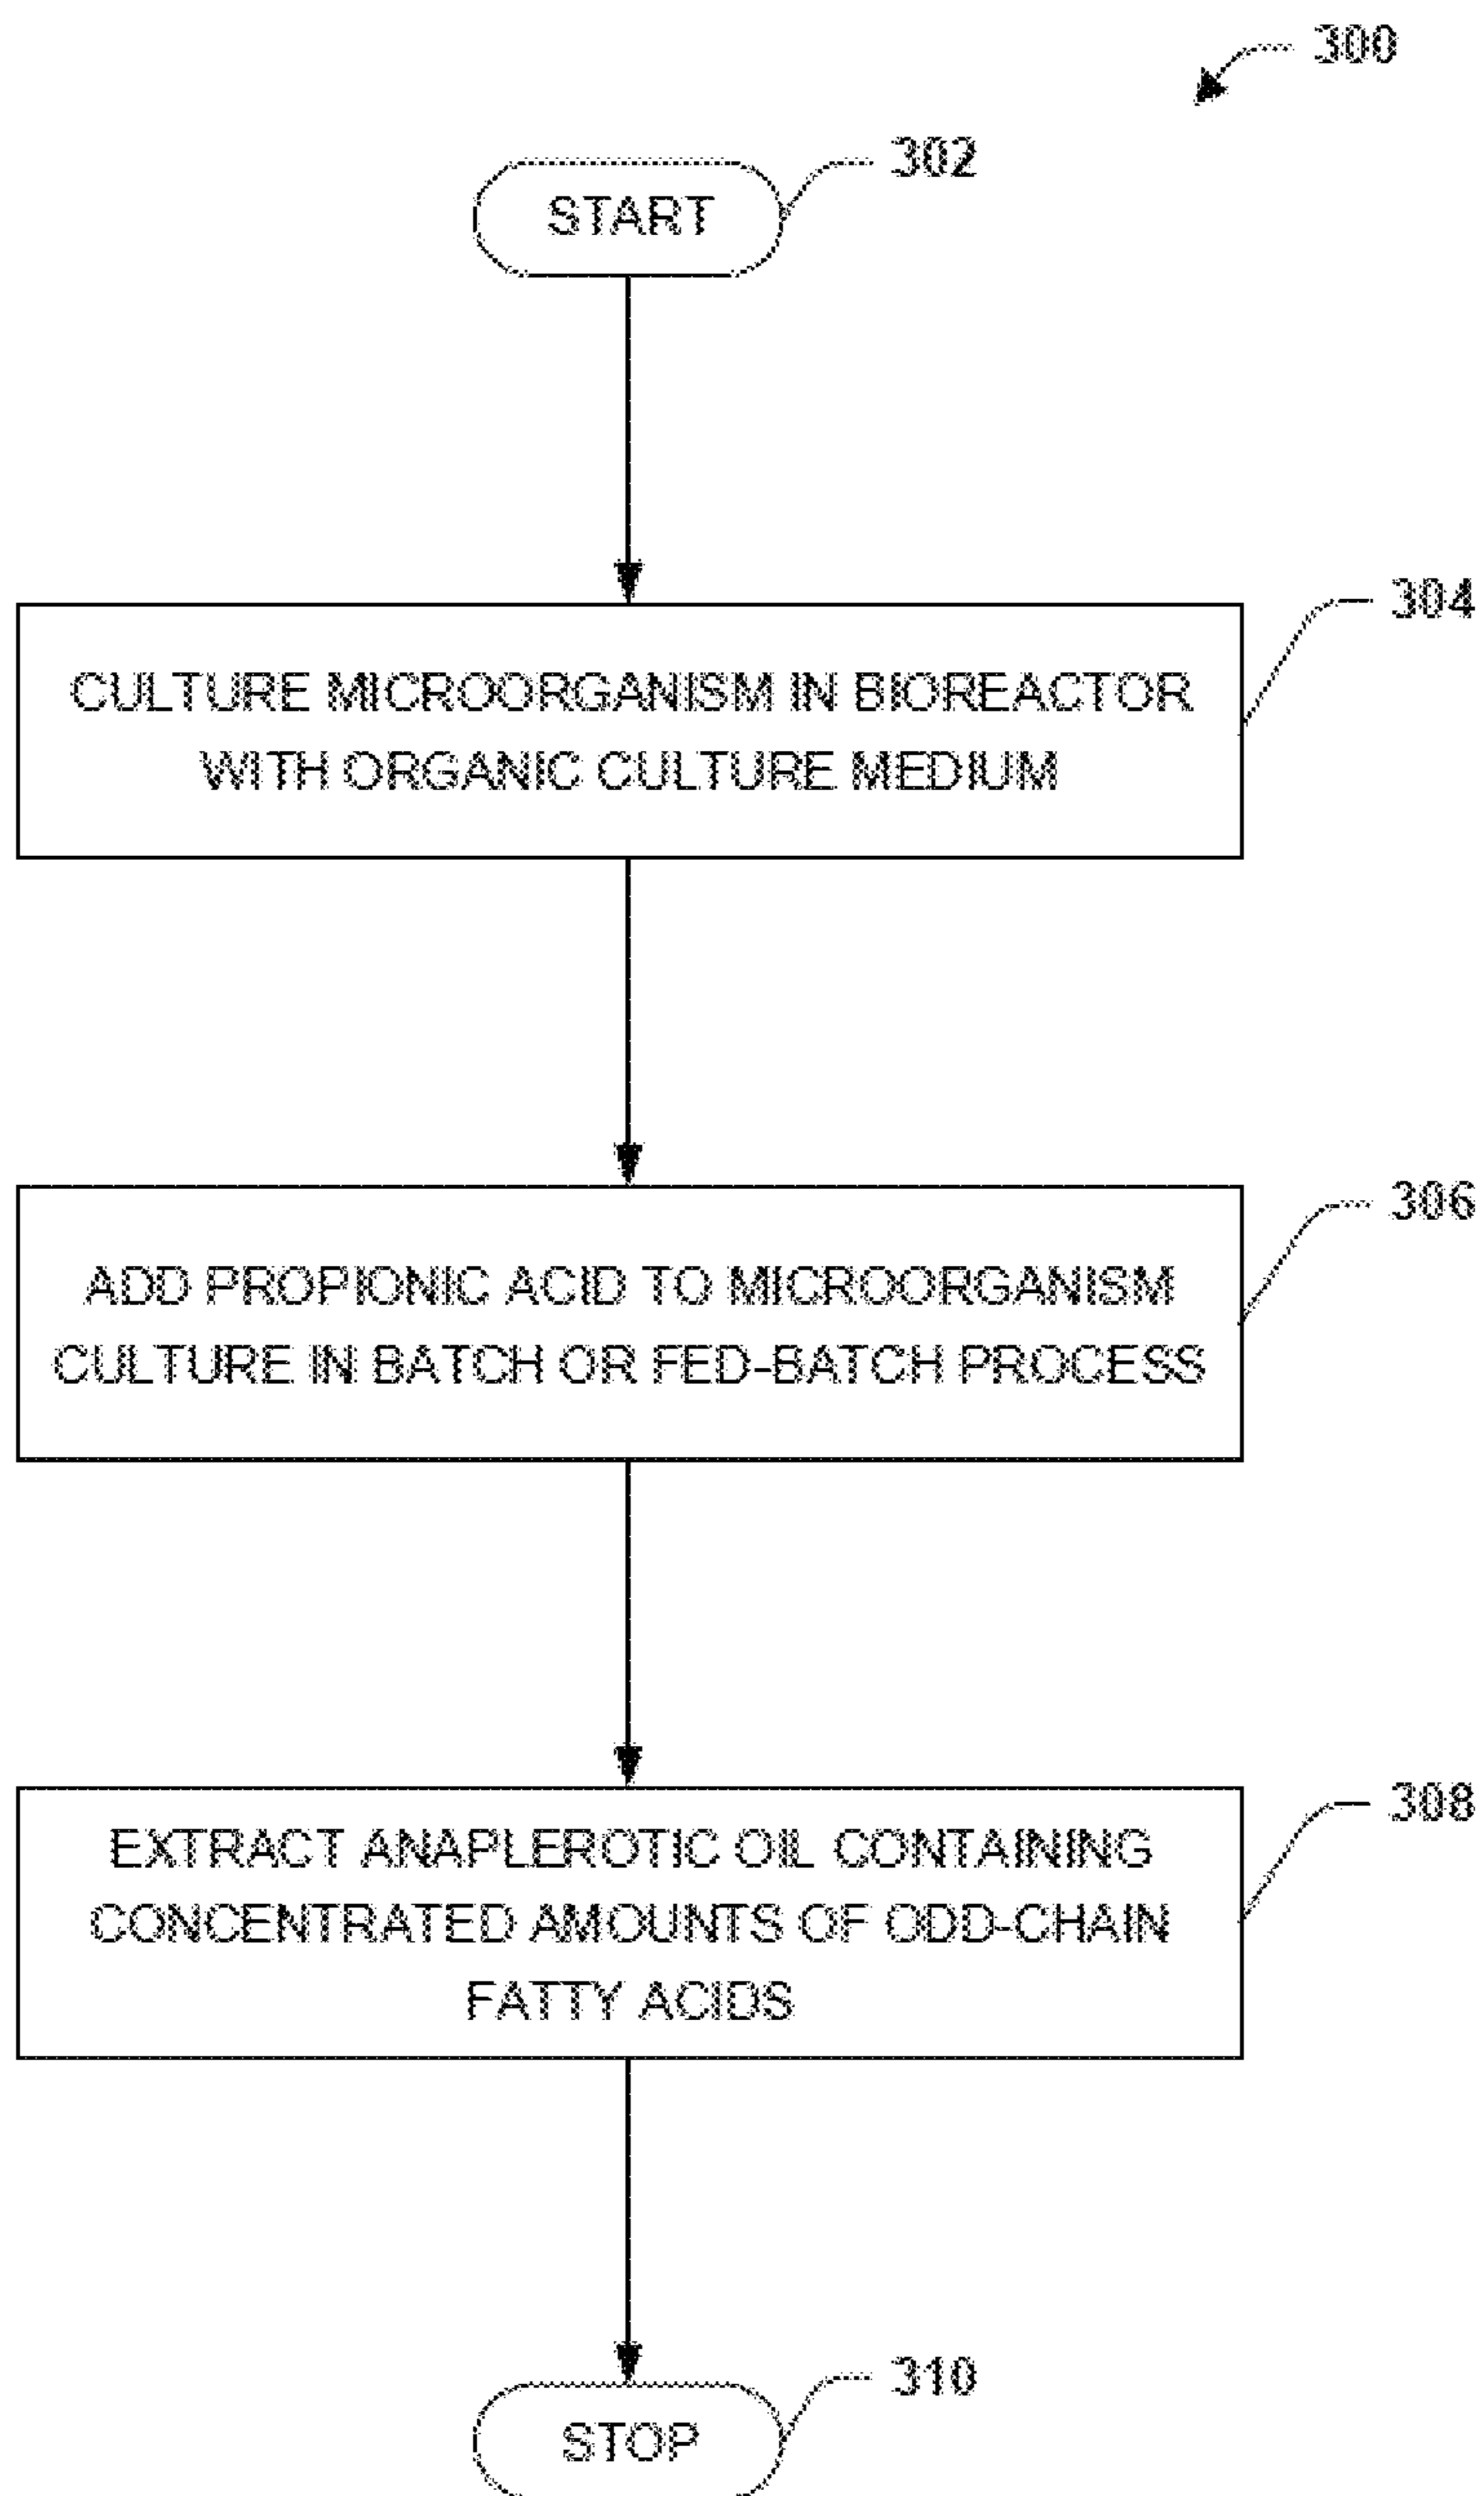 300
302
START
304
CULTURE MICROORGANISM IN BIOREACTOR
WITH ORGANIC CULTURE MEDIUM
306
ADD PROPIONIC ACID TO MICROORGANISM
CULTURE IN BATCH OR FED-BATCH PROCESS
308
EXTRACT ANAPLEROTIC OIL CONTAINING
CONCENTRATED AMOUNTS OF ODD-CHAIN
FATTY ACIDS
310
STOP